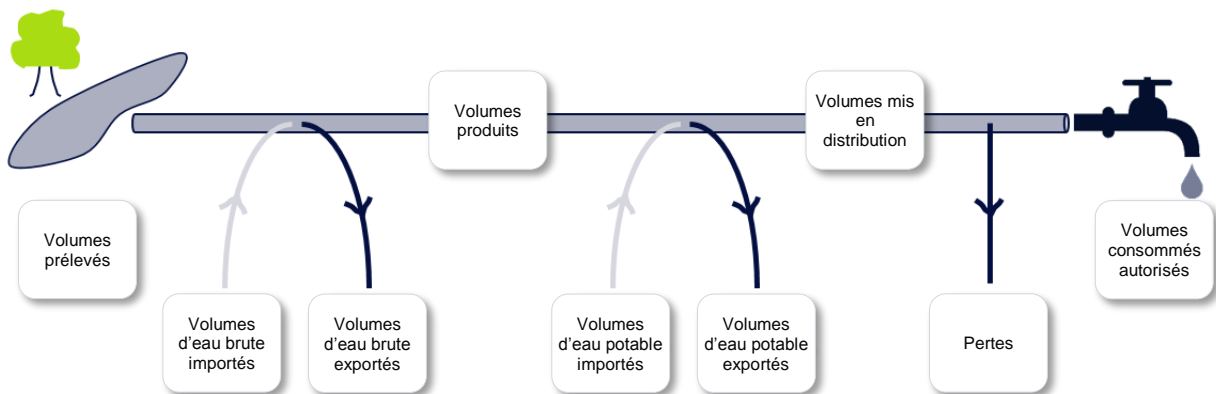 Volumes
prélevés
Volumes
d'eau brute
importés
Volumes
d'eau brute
exportés
Volumes
produits
Volumes
d'eau potable
importés
Volumes
d'eau potable
exportés
Volumes mis
en
distribution
Pertes
Volumes
consommés
autorisés